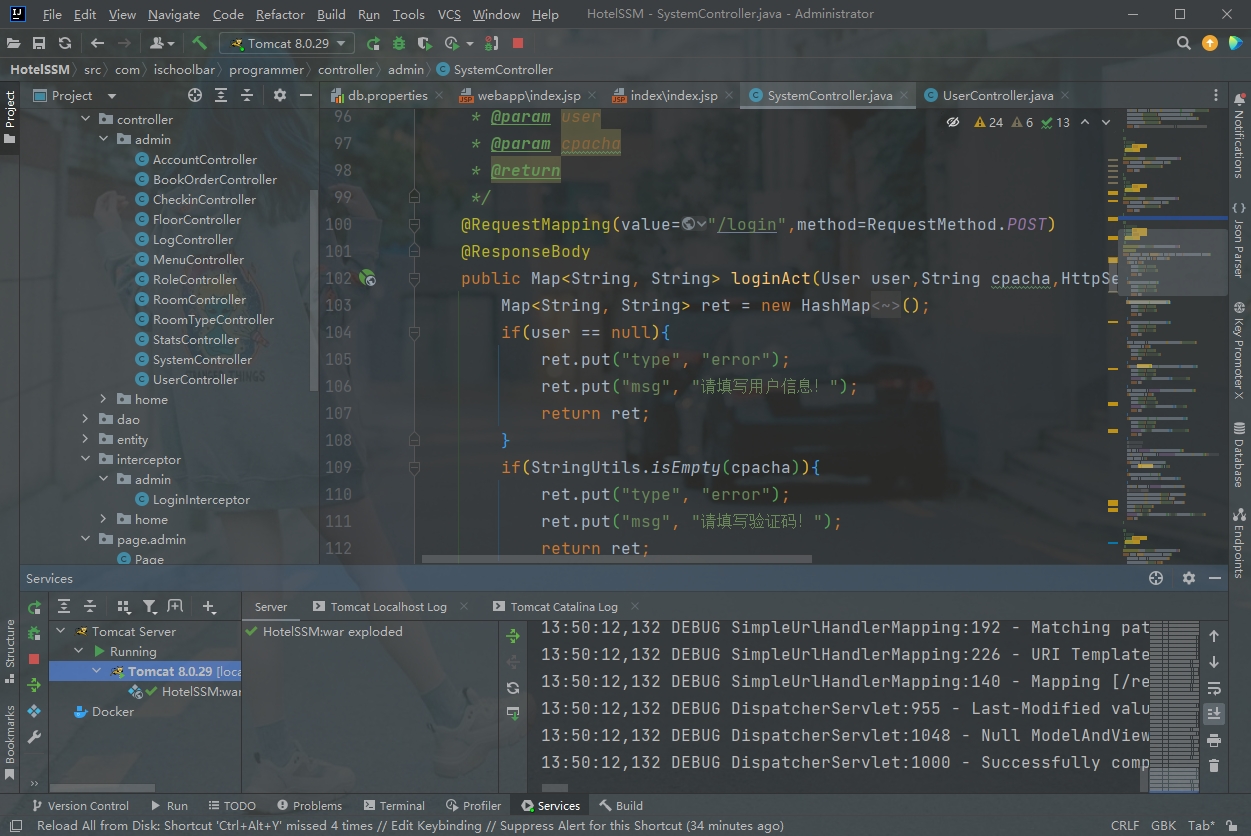 File Edit View Navigate Code Refactor Build Run Tools VCS Window Help HotelSSM - SystemController.java - Administrator
Tomcat 8.0.29
HotelSSM src com ischoolbar programmer controller admin SystemController
Project
db.properties webapp\index.jsp index\index.jsp SystemController.java UserController.java
Project
controller
admin
AccountController
BookOrderController
CheckinController
FloorController
LogController
MenuController
RoleController
RoomController
RoomTypeController
StatsController
SystemController
UserController
home
dao
entity
interceptor
admin
LoginInterceptor
home
page.admin
Page
24 6 13
96 * @param user
97 * @param cpacha
98 * @return
99 */
100 @RequestMapping(value="/login",method=RequestMethod.POST)
101 @ResponseBody
102 public Map<String, String> loginAct(User user,String cpacha,HttpSe
103 Map<String, String> ret = new HashMap<~>();
104 if(user == null){
105 ret.put("type", "error");
106 ret.put("msg", "请填写用户信息！");
107 return ret;
108 }
109 if(StringUtils.isEmpty(cpacha)){
110 ret.put("type", "error");
111 ret.put("msg", "请填写验证码！");
112 return ret;
Notifications
Json Parser
Key Promoter X
Database
Endpoints
Services
Server Tomcat Localhost Log Tomcat Catalina Log
Tomcat Server
Running
Tomcat 8.0.29 [loca
HotelSSM:war
Docker
HotelSSM:war exploded
13:50:12,132 DEBUG SimpleUrlHandlerMapping:192 - Matching pat
13:50:12,132 DEBUG SimpleUrlHandlerMapping:226 - URI Template
13:50:12,132 DEBUG SimpleUrlHandlerMapping:140 - Mapping [/re
13:50:12,132 DEBUG DispatcherServlet:955 - Last-Modified valu
13:50:12,132 DEBUG DispatcherServlet:1048 - Null ModelAndView
13:50:12,132 DEBUG DispatcherServlet:1000 - Successfully comp
Structure
Bookmarks
Version Control Run TODO Problems Terminal Profiler Services Build
Reload All from Disk: Shortcut 'Ctrl+Alt+Y' missed 4 times // Edit Keybinding // Suppress Alert for this Shortcut (34 minutes ago) CRLF GBK Tab*